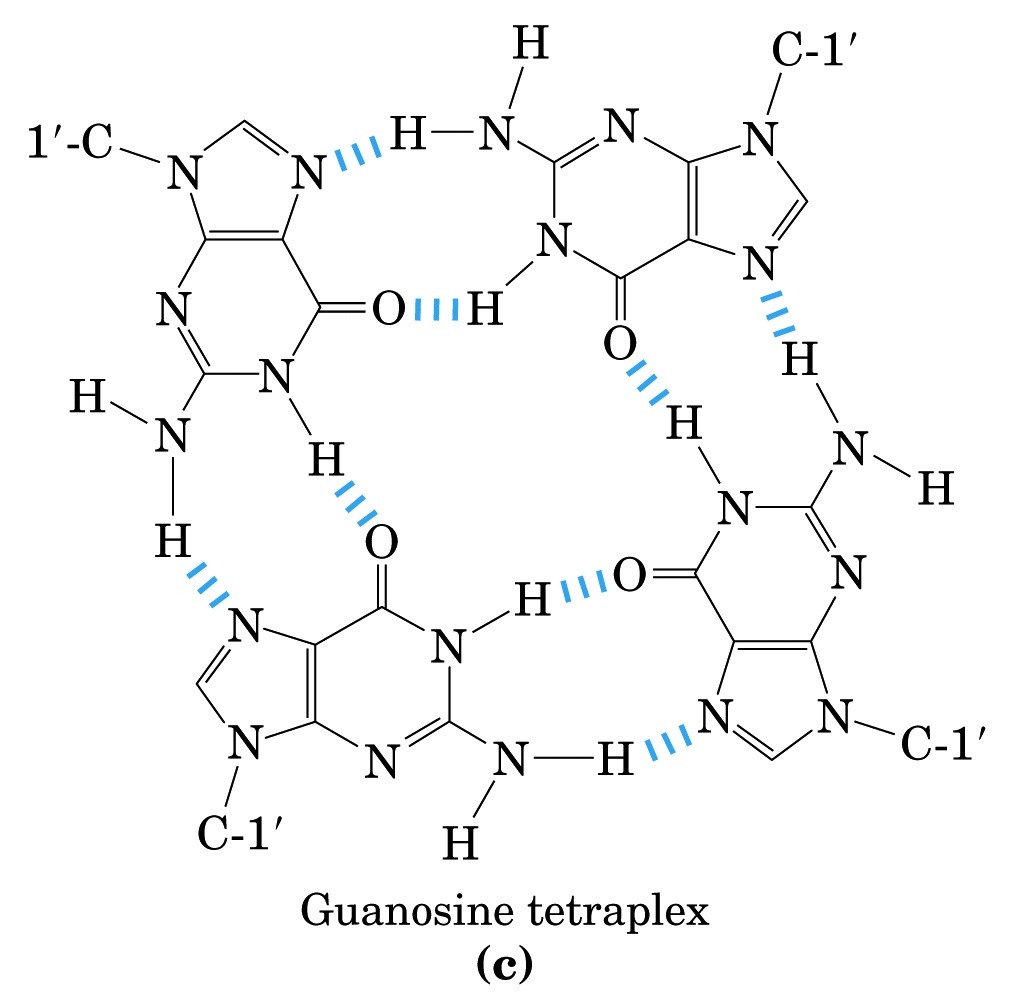 H
C-1′
1′-C N N H N N N
N H
O H N
N O H
H N N H H N H
H N
H O O N
N N H
N N N C-1′
N N H
C-1′ H
Guanosine tetraplex
(c)